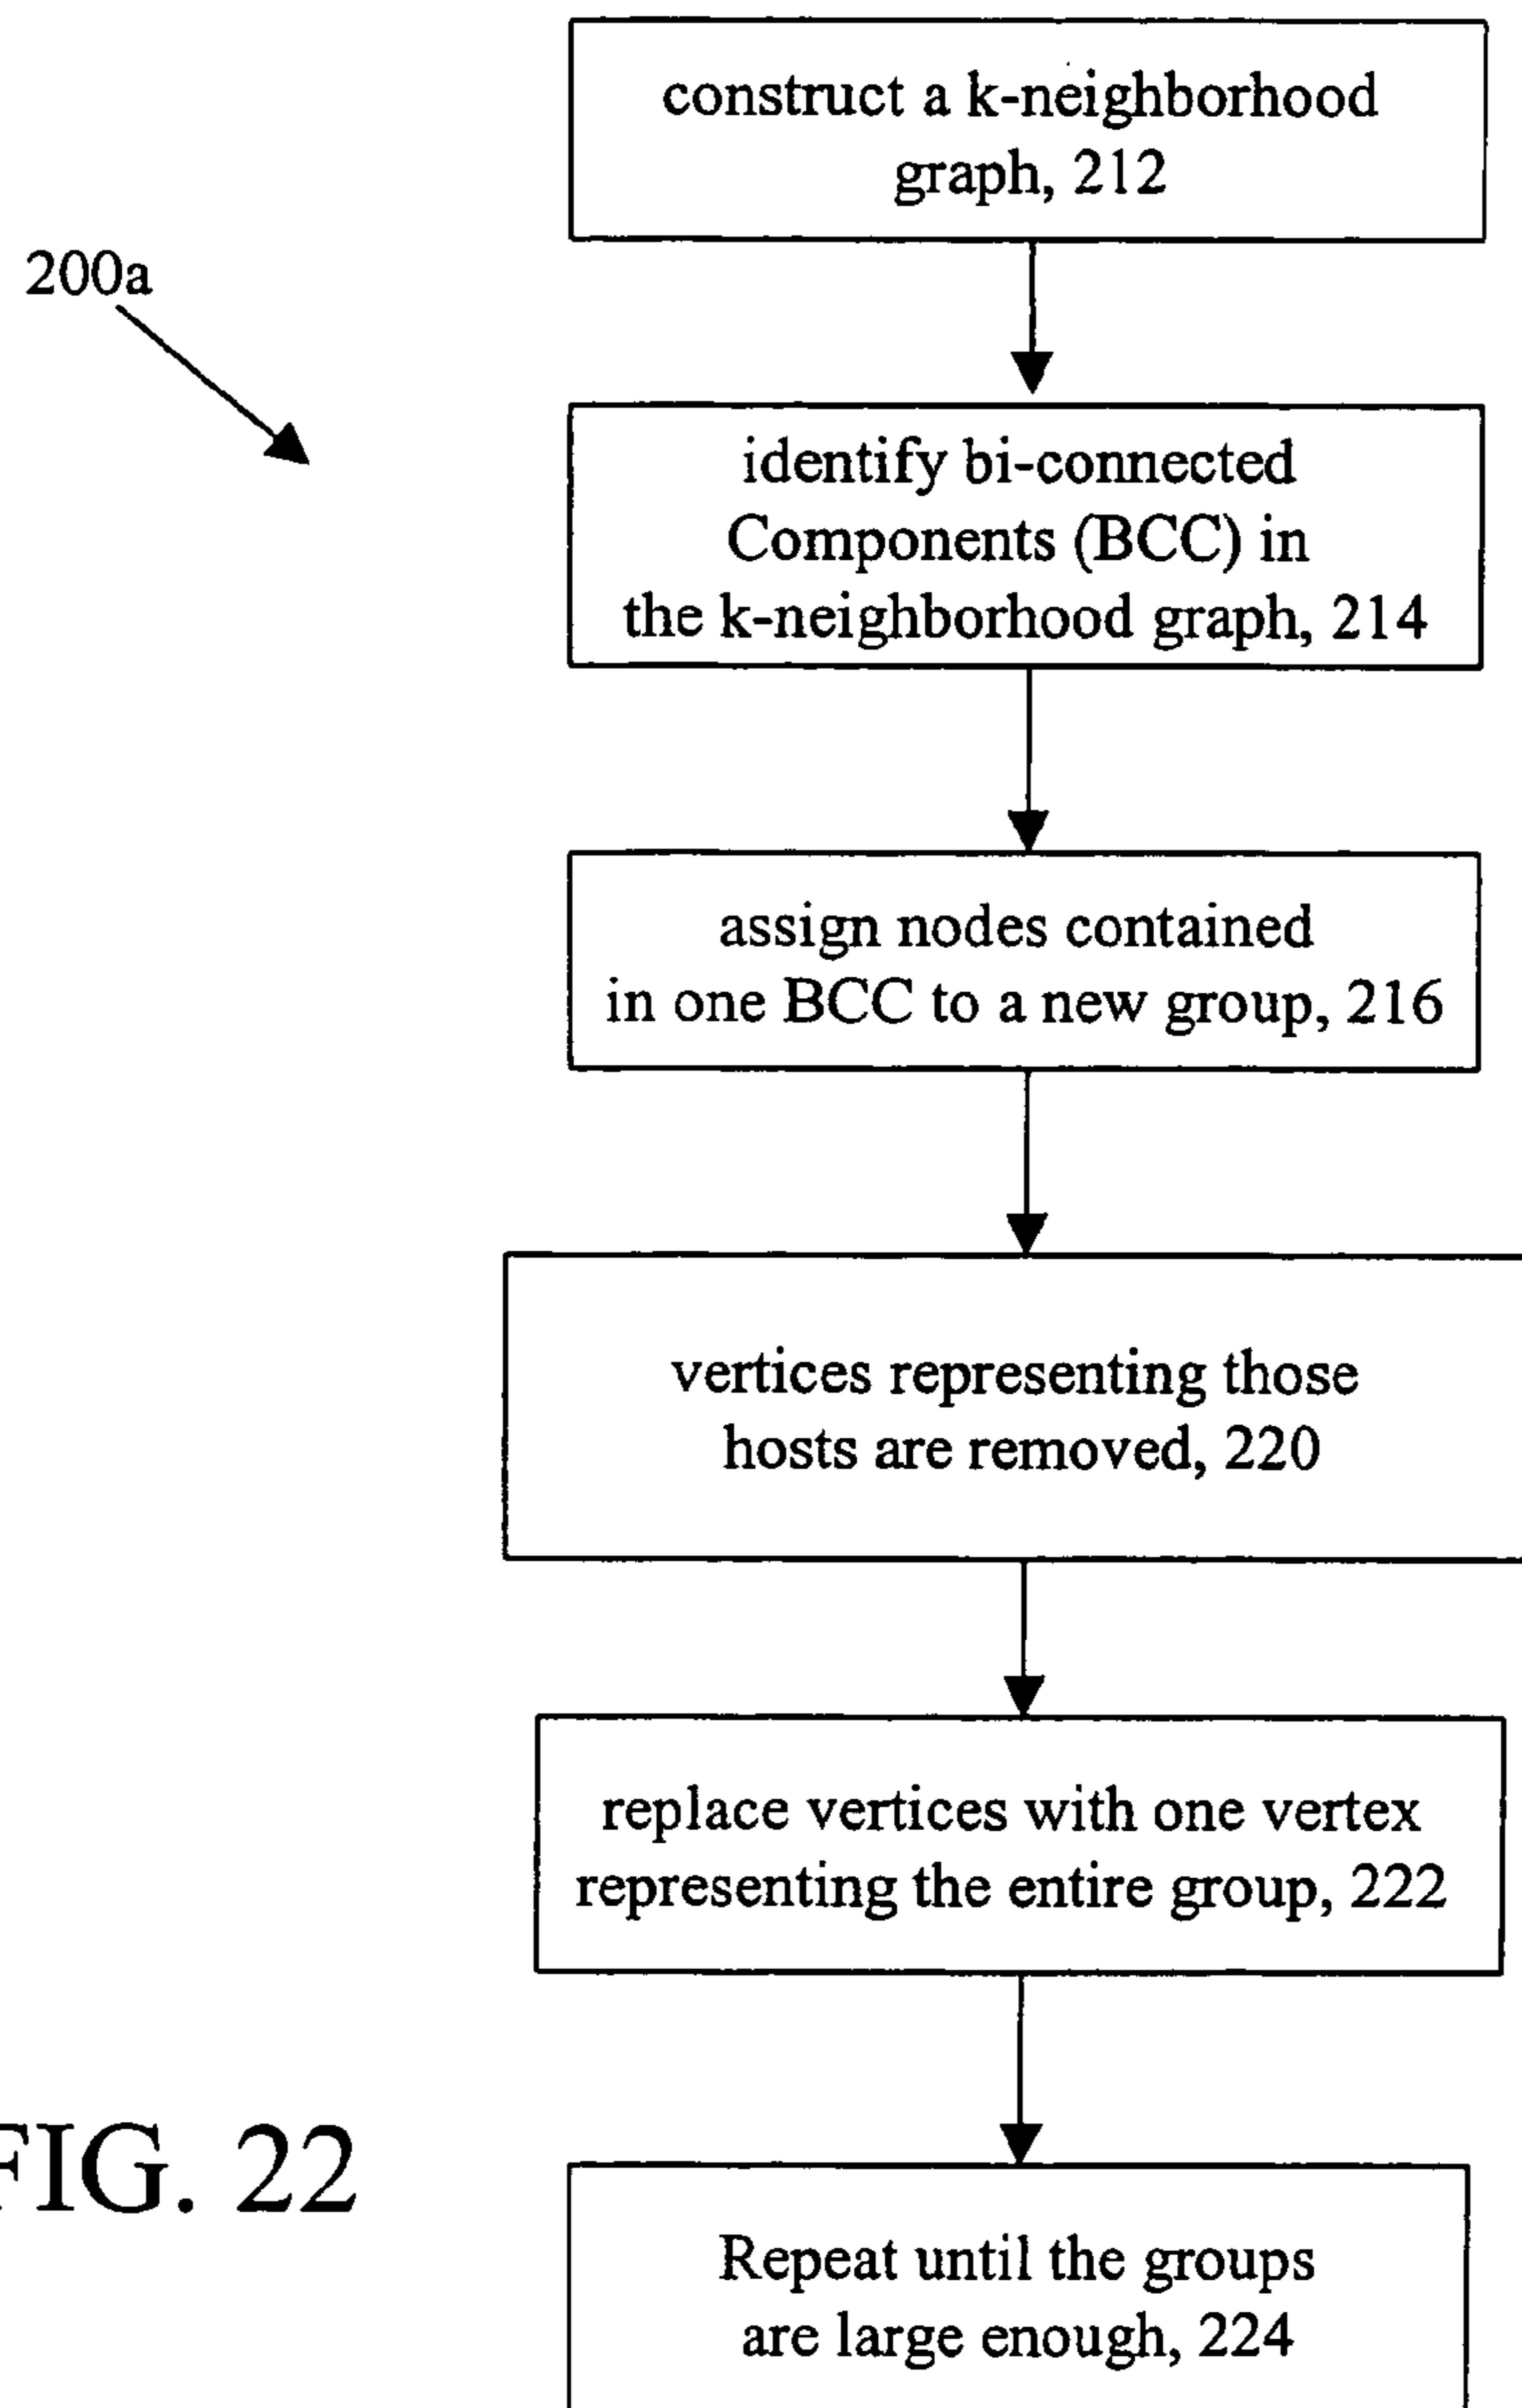 construct a k-neighborhood
graph, 212
200a
identify bi-connected
Components (BCC) in
the k-neighborhood graph, 214
assign nodes contained
in one BCC to a new group, 216
vertices representing those
hosts are removed, 220
replace vertices with one vertex
representing the entire group, 222
FIG. 22
Repeat until the groups
are large enough, 224